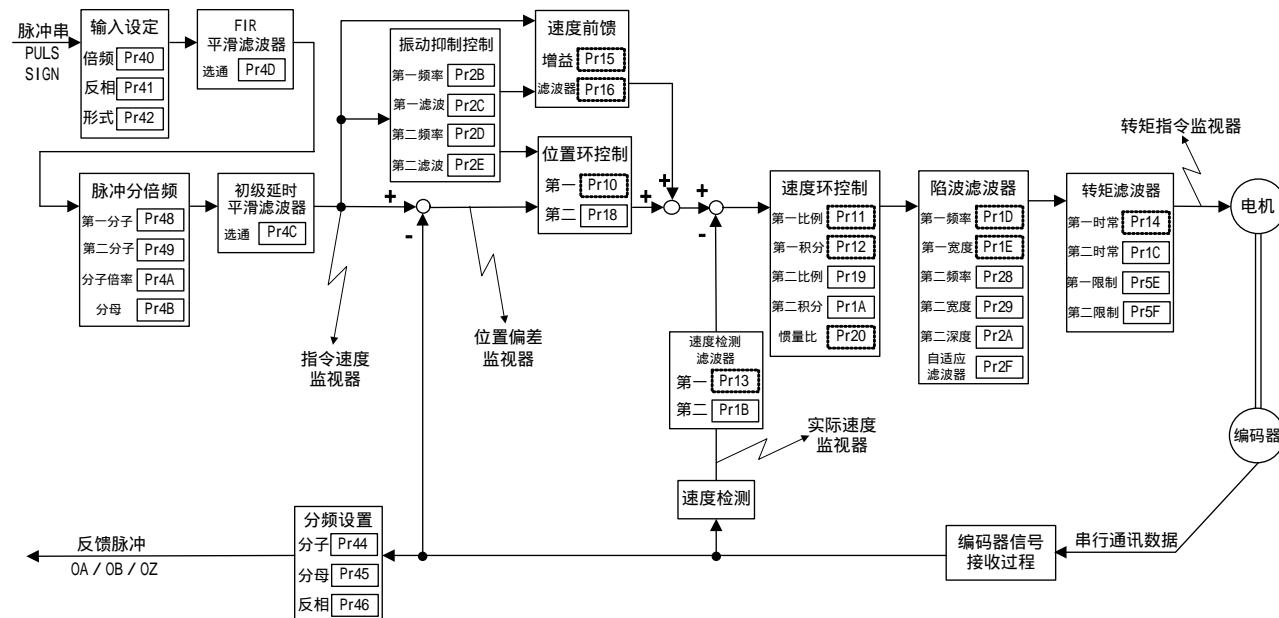 脉冲串
PULS
SIGN
输入设定
倍频 Pr40
反相 Pr41
形式 Pr42
FIR
平滑滤波器
选通 Pr4D
振动抑制控制
第一频率 Pr2B
第一滤波 Pr2C
第二频率 Pr2D
第二滤波 Pr2E
速度前馈
增益 Pr15
滤波器 Pr16
位置环控制
第一 Pr10
第二 Pr18
脉冲分倍频
第一分子 Pr48
第二分子 Pr49
分子倍率 Pr4A
分母 Pr4B
初级延时
平滑滤波器
选通 Pr4C
+
-
+
+
+
-
速度环控制
第一比例 Pr11
第一积分 Pr12
第二比例 Pr19
第二积分 Pr1A
惯量比 Pr20
陷波滤波器
第一频率 Pr1D
第一宽度 Pr1E
第二频率 Pr28
第二宽度 Pr29
第二深度 Pr2A
自适应
滤波器 Pr2F
转矩滤波器
第一时常 Pr14
第二时常 Pr1C
第一限制 Pr5E
第二限制 Pr5F
转矩指令监视器
电机
指令速度
监视器
位置偏差
监视器
速度检测
滤波器
第一 Pr13
第二 Pr1B
实际速度
监视器
编码器
速度检测
反馈脉冲
OA / OB / OZ
分频设置
分子 Pr44
分母 Pr45
反相 Pr46
编码器信号
接收过程
串行通讯数据